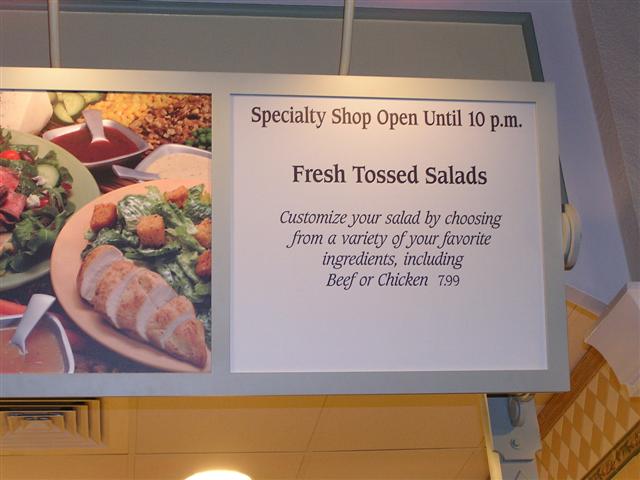 Specialty Shop Open Until 10 p.m.
Fresh Tossed Salads
Customize your salad by choosing
from a variety of your favorite
ingredients, including
Beef or Chicken 7.99